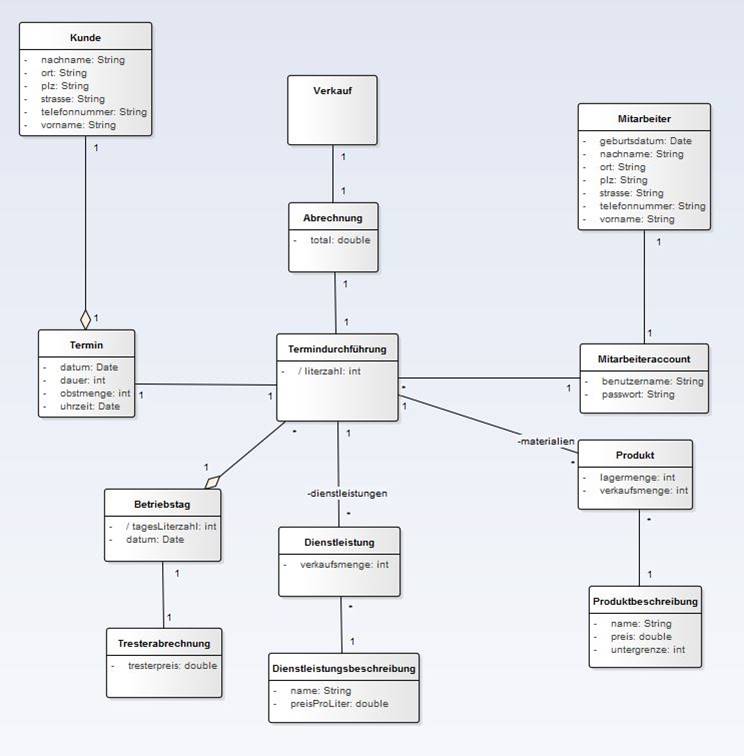 Kunde
- nachname: String
- ort: String
- plz: String
- strasse: String
- telefonnummer: String
- vorname: String
1
1
Verkauf
1
1
Abrechnung
- total: double
1
1
Mitarbeiter
- geburtsdatum: Date
- nachname: String
- ort: String
- plz: String
- strasse: String
- telefonnummer: String
- vorname: String
1
1
Termin
- datum: Date
- dauer: int
- obstmenge: int
- uhrzeit: Date
1
1
Termindurchführung
- / literzahl: int
*
1
Mitarbeiteraccount
- benutzername: String
- passwort: String
1
-materialien
*
Produkt
- lagermenge: int
- verkaufsmenge: int
*
1
Produktbeschreibung
- name: String
- preis: double
- untergrenze: int
*
1
Betriebstag
- / tagesLiterzahl: int
- datum: Date
1
1
Tresterabrechnung
- tresterpreis: double
1
-dienstleistungen
*
Dienstleistung
- verkaufsmenge: int
*
1
Dienstleistungsbeschreibung
- name: String
- preisProLiter: double